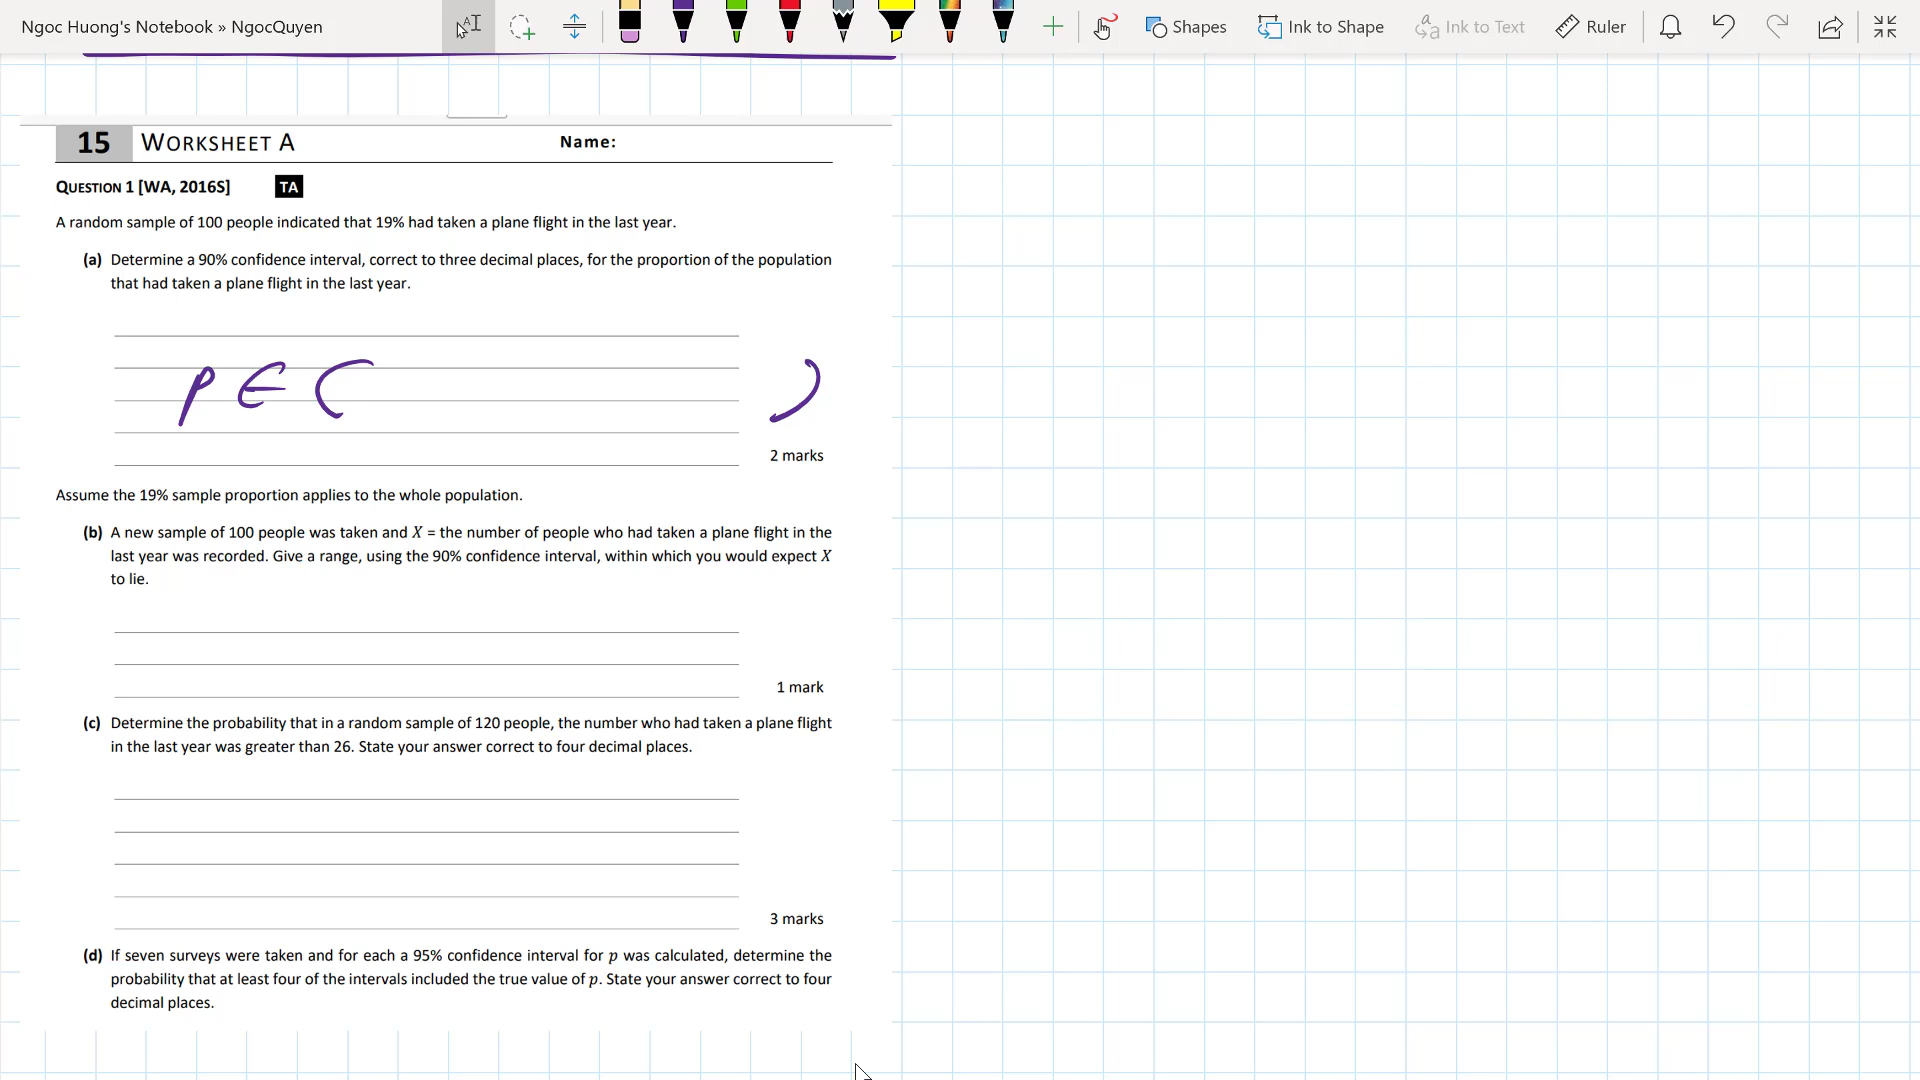 Ngoc Huong's Notebook » NgocQuyen
Shapes
Ink to Shape
Ink to Text
Ruler
15 WORKSHEET A Name:
QUESTION 1 [WA, 2016S] TA
A random sample of 100 people indicated that 19% had taken a plane flight in the last year.
(a) Determine a 90% confidence interval, correct to three decimal places, for the proportion of the population
that had taken a plane flight in the last year.
p ∈ ( )
2 marks
Assume the 19% sample proportion applies to the whole population.
(b) A new sample of 100 people was taken and X = the number of people who had taken a plane flight in the
last year was recorded. Give a range, using the 90% confidence interval, within which you would expect X
to lie.
1 mark
(c) Determine the probability that in a random sample of 120 people, the number who had taken a plane flight
in the last year was greater than 26. State your answer correct to four decimal places.
3 marks
(d) If seven surveys were taken and for each a 95% confidence interval for p was calculated, determine the
probability that at least four of the intervals included the true value of p. State your answer correct to four
decimal places.